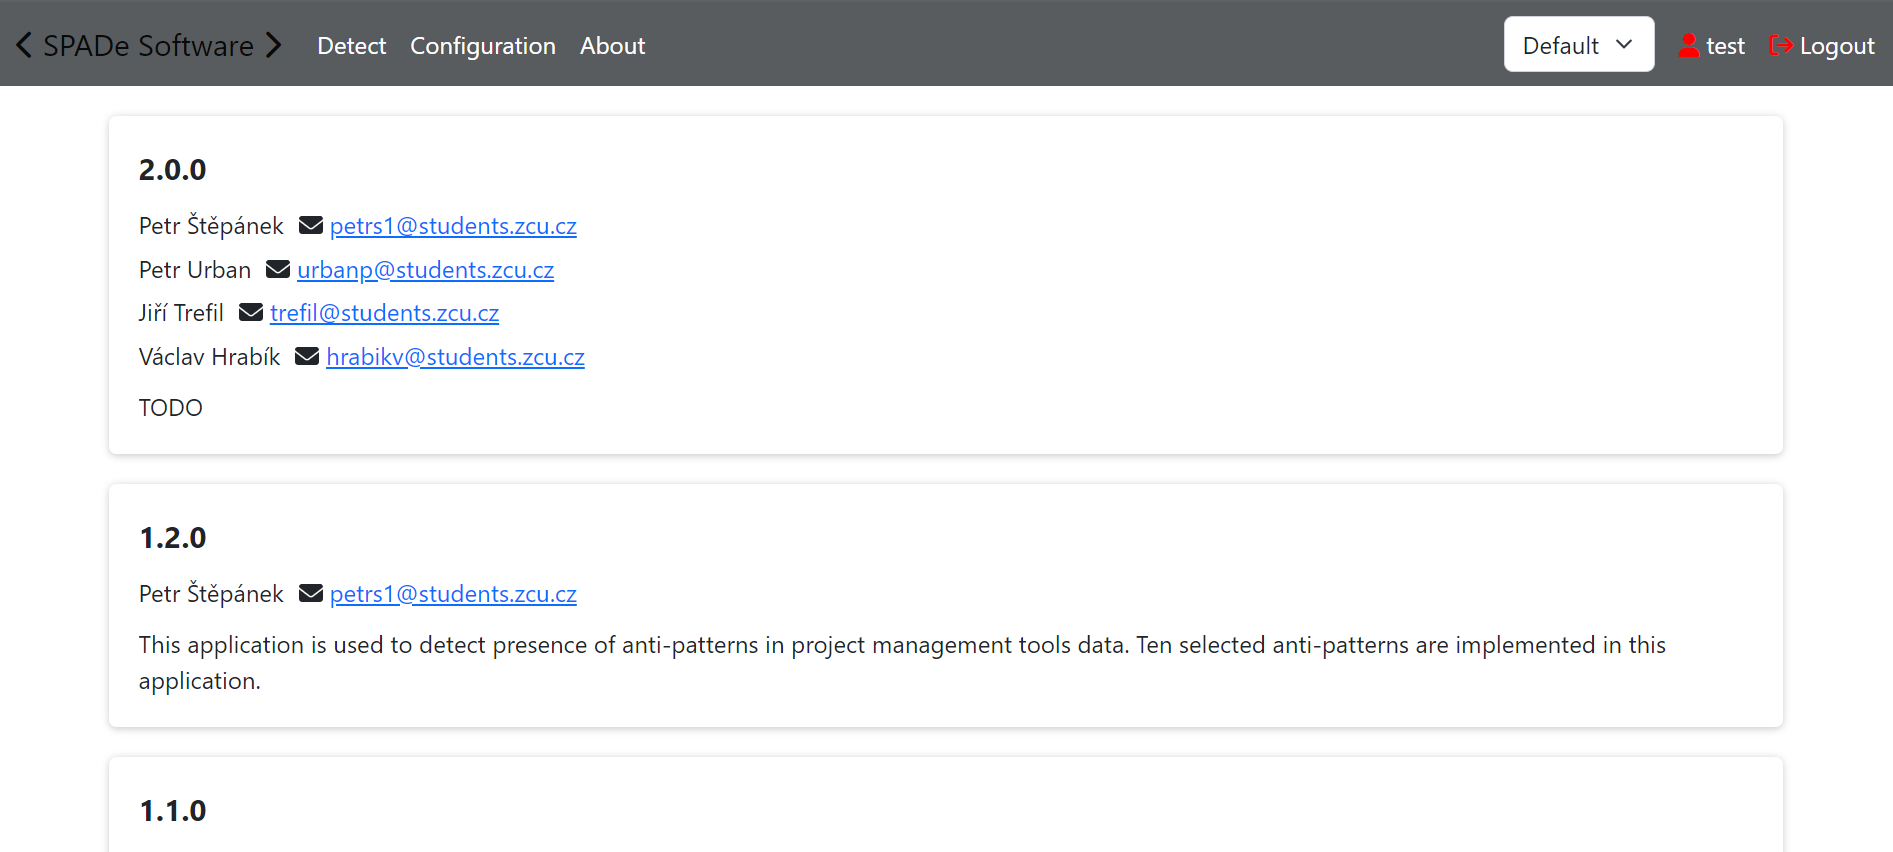 SPADe Software Detect Configuration About Default test Logout
2.0.0
Petr Štěpánek petrs1@students.zcu.cz
Petr Urban urbanp@students.zcu.cz
Jiří Trefil trefil@students.zcu.cz
Václav Hrabík hrabikv@students.zcu.cz
TODO
1.2.0
Petr Štěpánek petrs1@students.zcu.cz
This application is used to detect presence of anti-patterns in project management tools data. Ten selected anti-patterns are implemented in this
application.
1.1.0